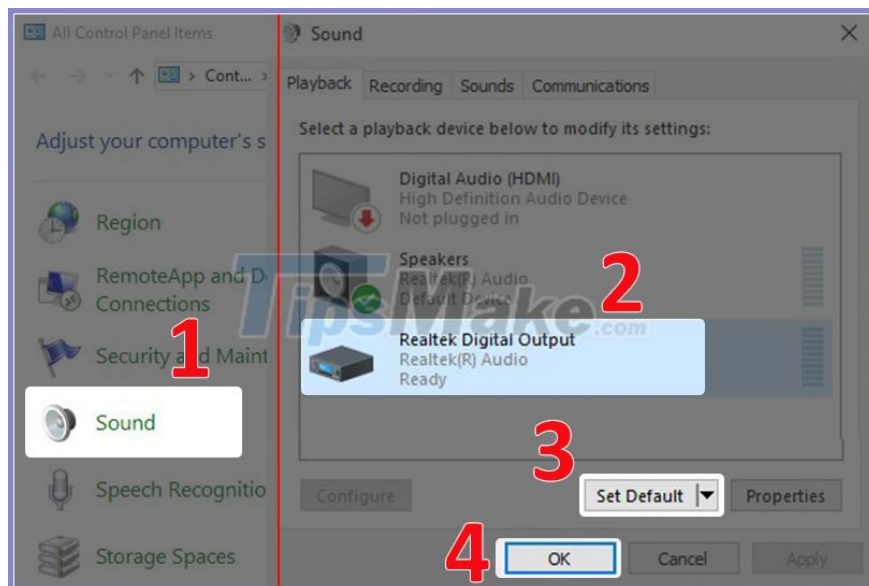 All Control Panel Items
Cont...
Adjust your computer's s
Region
RemoteApp and D
Connections
Security and Maint
1
Sound
Speech Recognitio
Storage Spaces
Sound
Playback Recording Sounds Communications
Select a playback device below to modify its settings:
Digital Audio (HDMI)
High Definition Audio Device
Not plugged in
Speakers
Realtek(R) Audio
Default Device
2
TipsMake.com
Realtek Digital Output
Realtek(R) Audio
Ready
3
Configure Set Default Properties
4
OK Cancel Apply